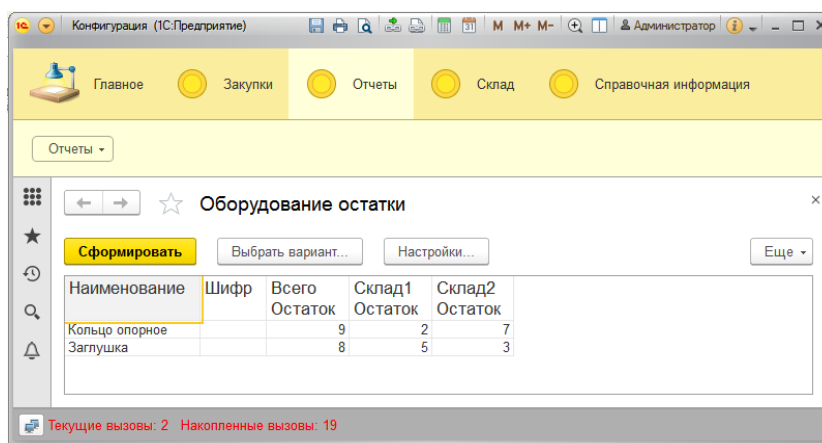 1С Конфигурация (1С:Предприятие) 31 M M+ M- Администратор i
Главное Закупки Отчеты Склад Справочная информация
Отчеты
Оборудование остатки
Сформировать Выбрать вариант... Настройки... Еще
Наименование Шифр Всего Остаток Склад1 Остаток Склад2 Остаток
Кольцо опорное 9 2 7
Заглушка 8 5 3
Текущие вызовы: 2 Накопленные вызовы: 19